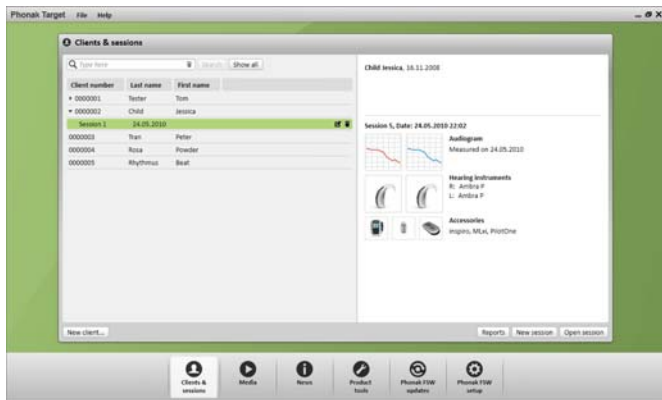 Phonak Target File Help
Clients & sessions
Type here Search Show all
Client number Last name First name
0000001 Tester Tom
0000002 Child Jessica
Session 1 24.05.2010
0000003 Tran Peter
0000004 Rosa Powder
0000005 Rhythmus Beat
New client...
Child Jessica, 16.11.2008
Session 5, Date: 24.05.2010 22:02
Audiogram
Measured on 24.05.2010
Hearing instruments
R: Ambra P
L: Ambra P
Accessories
inspiro, MLxi, PilotOne
Reports New session Open session
Clients &
sessions
Media
News
Product
tools
Phonak FSW
updates
Phonak FSW
setup